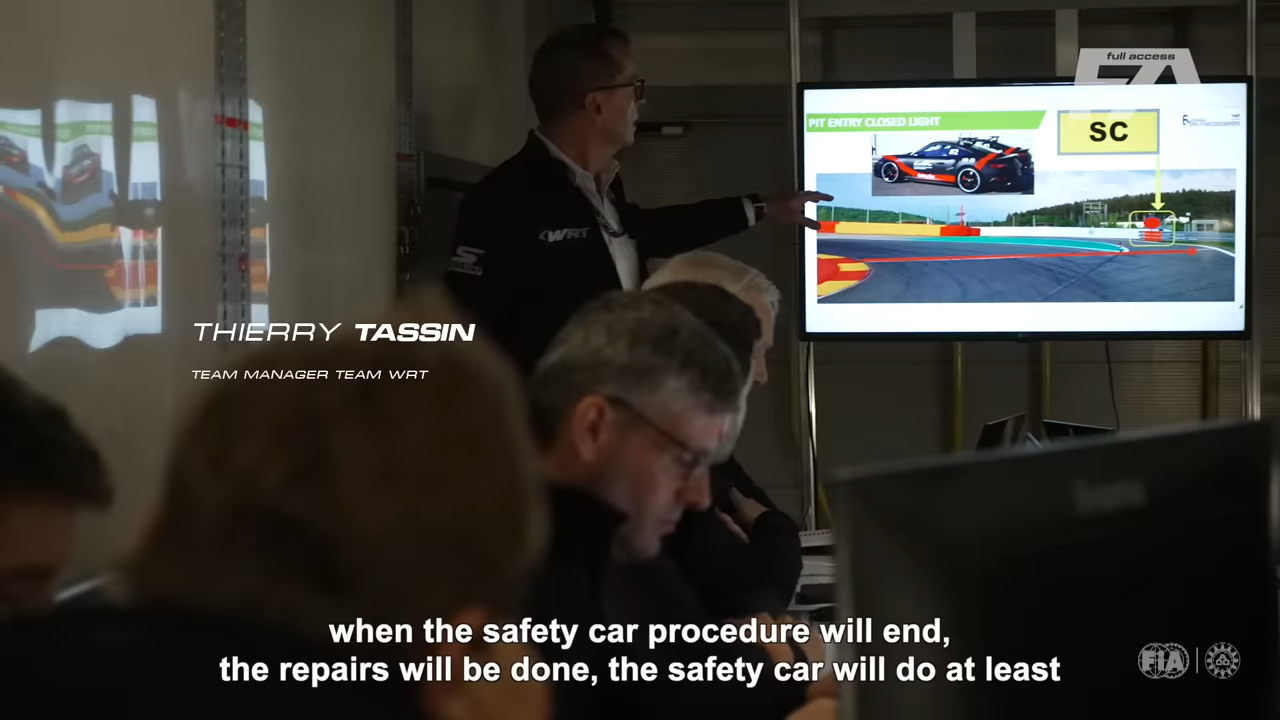 full access
FA
PIT ENTRY CLOSED LIGHT
SC
WRT
THIERRY TASSIN
TEAM MANAGER TEAM WRT
when the safety car procedure will end,
the repairs will be done, the safety car will do at least
FIA